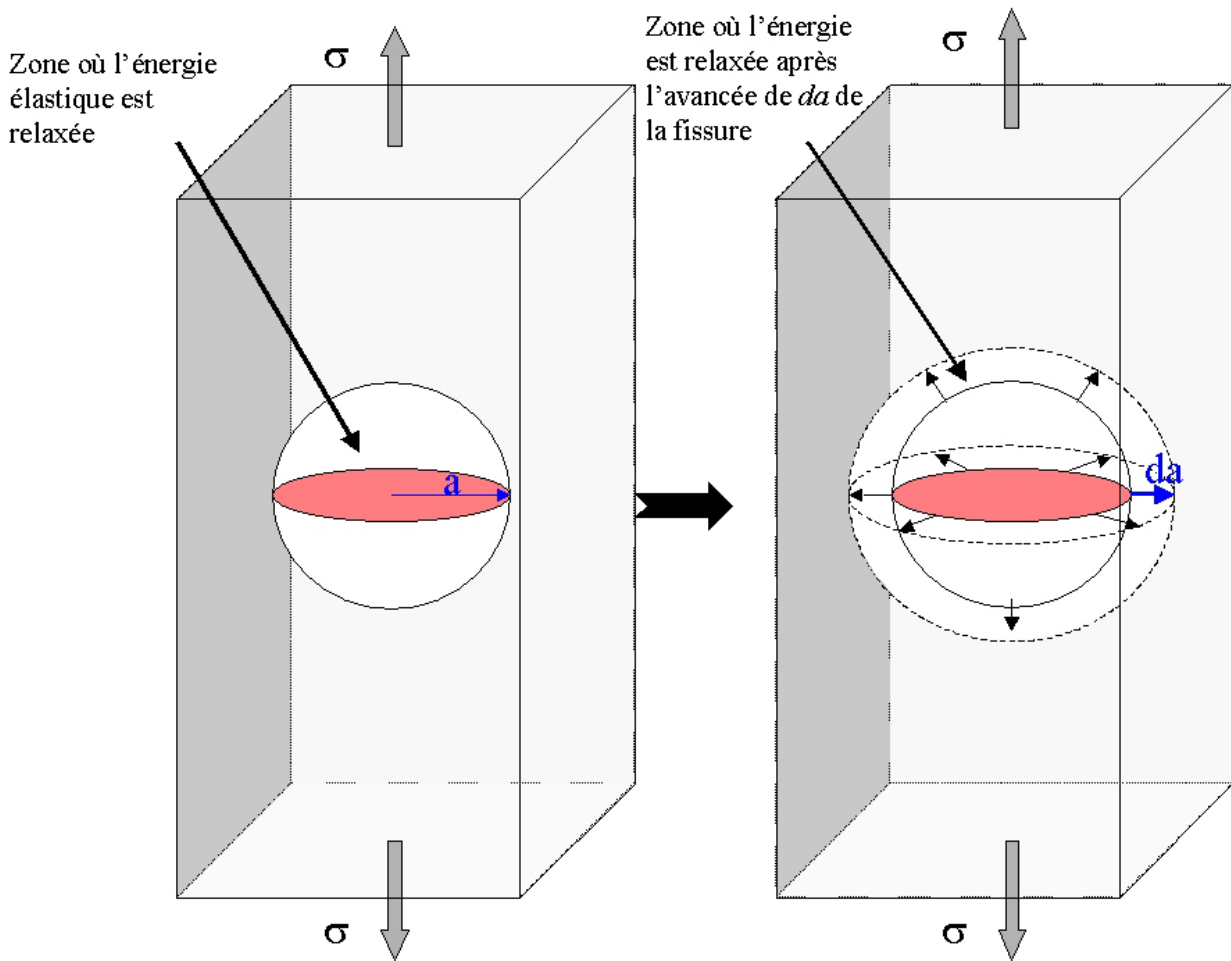 Zone où l'énergie
élastique est
relaxée
σ
a
σ
Zone où l'énergie
est relaxée après
l'avancée de da de
la fissure
σ
da
σ